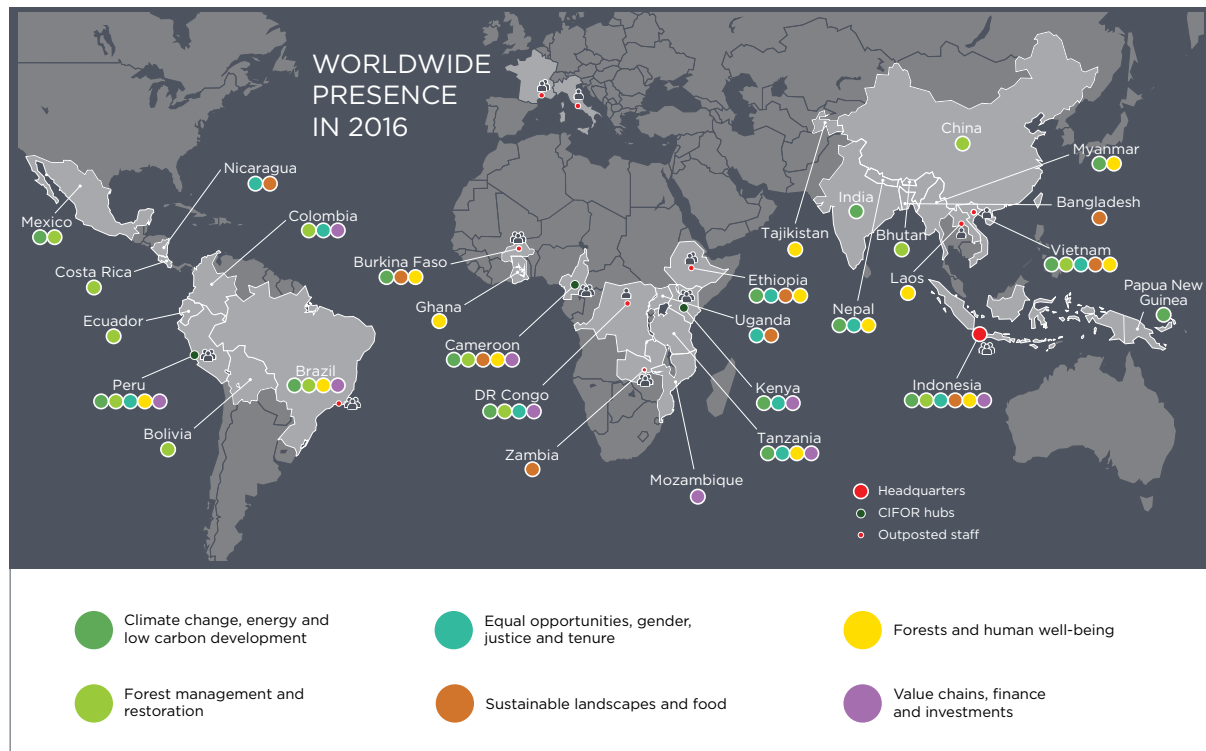 WORLDWIDE
PRESENCE
IN 2016
China
Myanmar
Nicaragua
India
Bangladesh
Mexico
Colombia
Tajikistan
Bhutan
Vietnam
Costa Rica
Burkina Faso
Ethiopia
Laos
Papua New
Guinea
Ecuador
Ghana
Nepal
Uganda
Cameroon
Peru
Brazil
DR Congo
Kenya
Indonesia
Bolivia
Tanzania
Zambia
Mozambique
Headquarters
CIFOR hubs
Outposted staff
Climate change, energy and
low carbon development
Equal opportunities, gender,
justice and tenure
Forests and human well-being
Forest management and
restoration
Sustainable landscapes and food
Value chains, finance
and investments